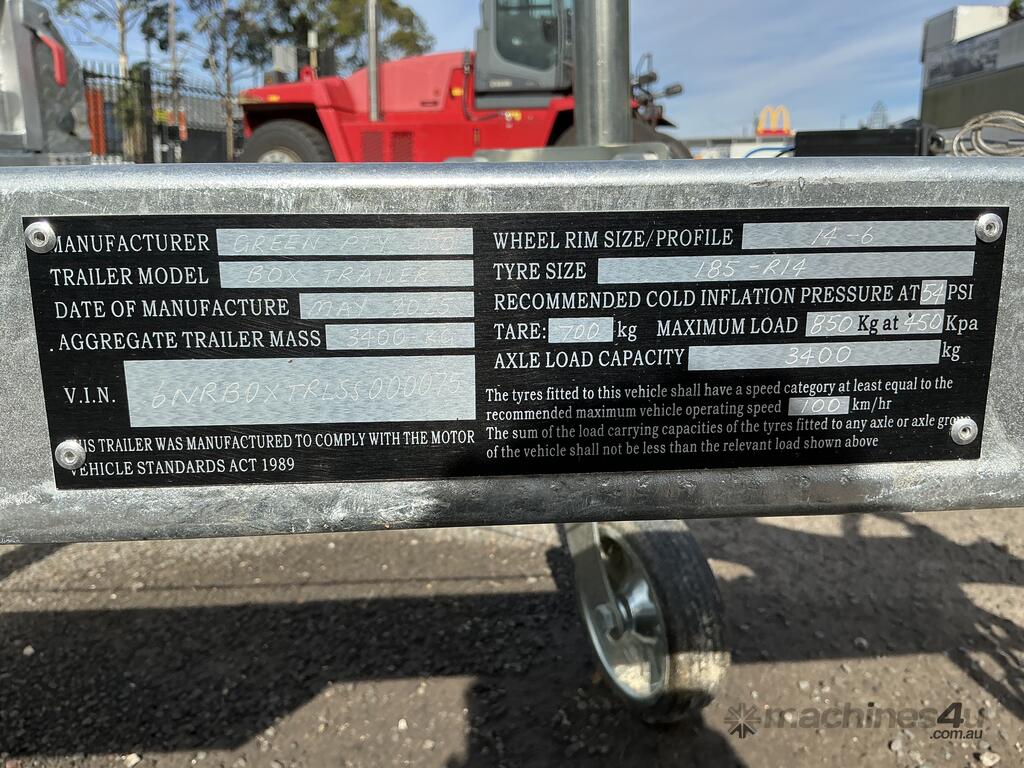 MANUFACTURER GREEN PTY LTD
TRAILER MODEL BOX TRAILER
DATE OF MANUFACTURE MAY
AGGREGATE TRAILER MASS 3400 KG
V.I.N. 6NRBOXTRLSS000075
THIS TRAILER WAS MANUFACTURED TO COMPLY WITH THE MOTOR
VEHICLE STANDARDS ACT 1989
WHEEL RIM SIZE/PROFILE 14-6
TYRE SIZE 185-R14
RECOMMENDED COLD INFLATION PRESSURE AT 54 PSI
TARE: 700 kg MAXIMUM LOAD 850 Kg at 450 Kpa
AXLE LOAD CAPACITY 3400 kg
The tyres fitted to this vehicle shall have a speed category at least equal to the
recommended maximum vehicle operating speed 100 km/hr
The sum of the load carrying capacities of the tyres fitted to any axle or axle group
of the vehicle shall not be less than the relevant load shown above
machines4u
.com.au